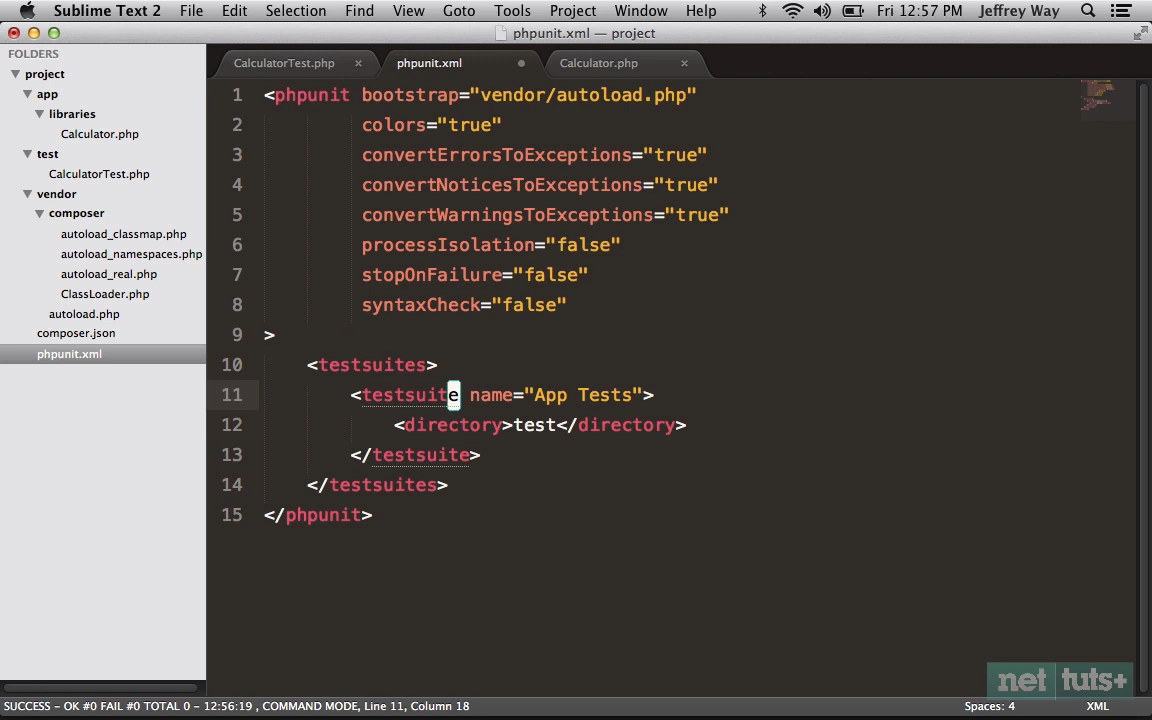 Sublime Text 2 File Edit Selection Find View Goto Tools Project Window Help Fri 12:57 PM Jeffrey Way
phpunit.xml — project
FOLDERS
project
app
libraries
Calculator.php
test
CalculatorTest.php
vendor
composer
autoload_classmap.php
autoload_namespaces.php
autoload_real.php
ClassLoader.php
autoload.php
composer.json
phpunit.xml
CalculatorTest.php × phpunit.xml Calculator.php ×
1 <phpunit bootstrap="vendor/autoload.php"
2 colors="true"
3 convertErrorsToExceptions="true"
4 convertNoticesToExceptions="true"
5 convertWarningsToExceptions="true"
6 processIsolation="false"
7 stopOnFailure="false"
8 syntaxCheck="false"
9 >
10 <testsuites>
11 <testsuite name="App Tests">
12 <directory>test</directory>
13 </testsuite>
14 </testsuites>
15 </phpunit>
net tuts+
SUCCESS - OK #0 FAIL #0 TOTAL 0 - 12:56:19 , COMMAND MODE, Line 11, Column 18 Spaces: 4 XML